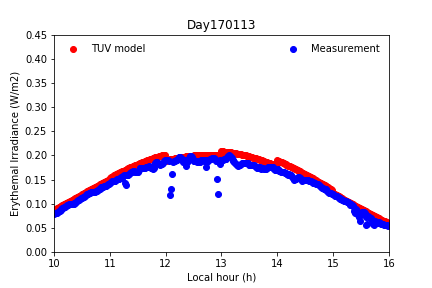 Day170113
TUV model
Measurement
Erythemal Irradiance (W/m2)
0.45
0.40
0.35
0.30
0.25
0.20
0.15
0.10
0.05
0.00
10 11 12 13 14 15 16
Local hour (h)